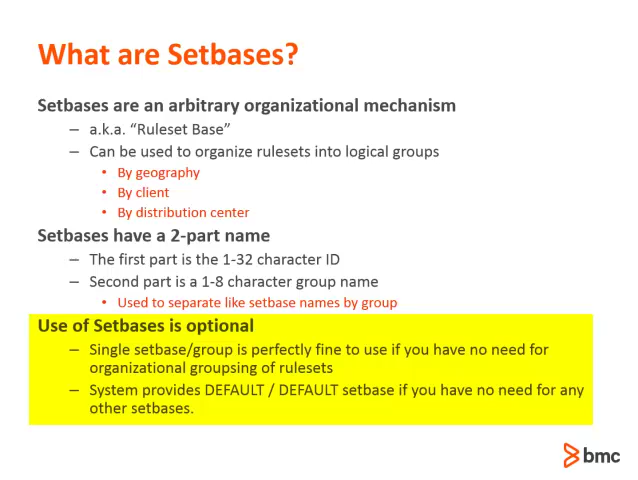 What are Setbases?
Setbases are an arbitrary organizational mechanism
– a.k.a. “Ruleset Base”
– Can be used to organize rulesets into logical groups
• By geography
• By client
• By distribution center
Setbases have a 2-part name
– The first part is the 1-32 character ID
– Second part is a 1-8 character group name
• Used to separate like setbase names by group
Use of Setbases is optional
– Single setbase/group is perfectly fine to use if you have no need for
organizational groupsing of rulesets
– System provides DEFAULT / DEFAULT setbase if you have no need for any
other setbases.
bmc